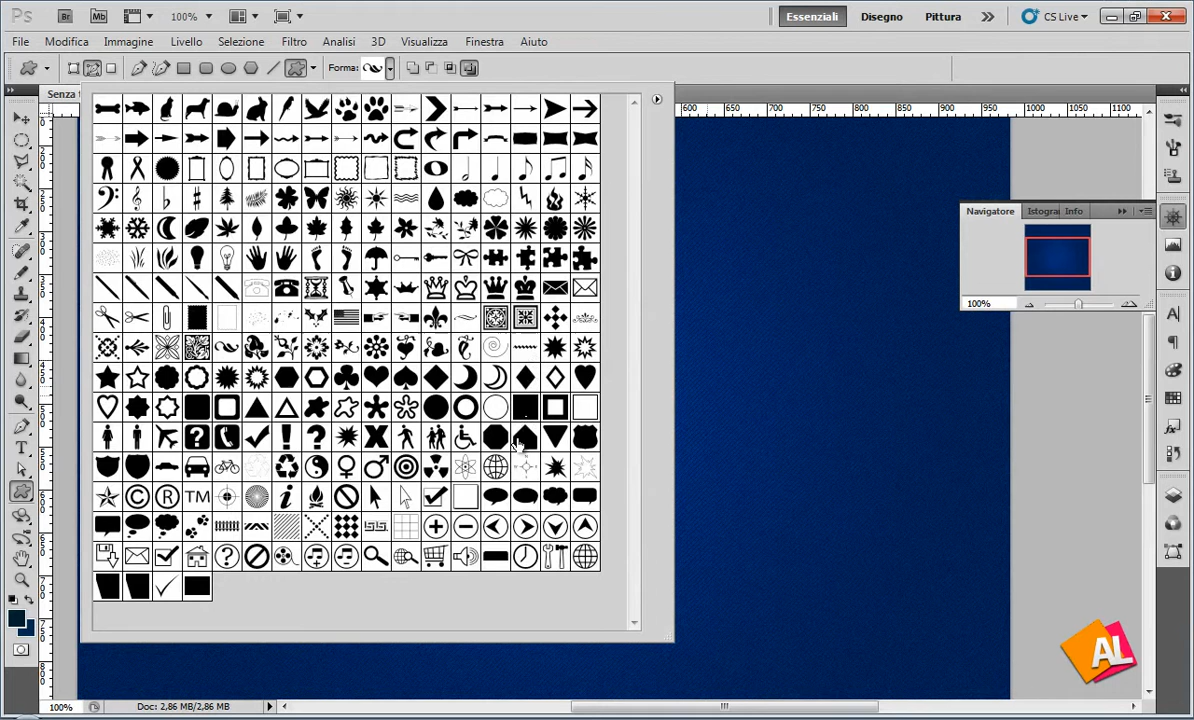 Ps Br Mb 100% Essenziali Disegno Pittura CS Live
File Modifica Immagine Livello Selezione Filtro Analisi 3D Visualizza Finestra Aiuto
Forma:
Senza
600 650 700 750 800 850 900 950 1000 1050 1100
Navigatore Istogra Info
100%
TM
AL
100% Doc: 2,86 MB/2,86 MB